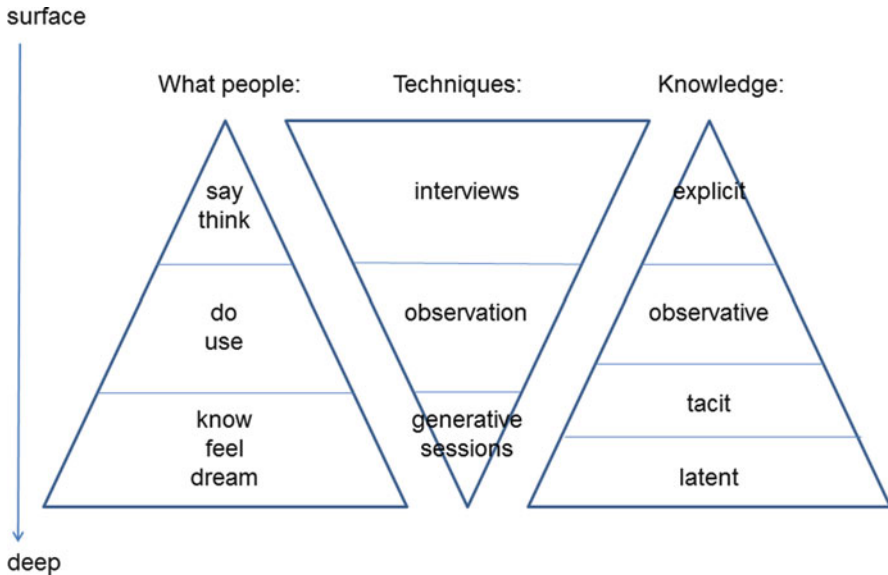 surface
What people:
Techniques:
Knowledge:
say
think
interviews
explicit
do
use
observation
observative
know
feel
dream
generative
sessions
tacit
latent
deep